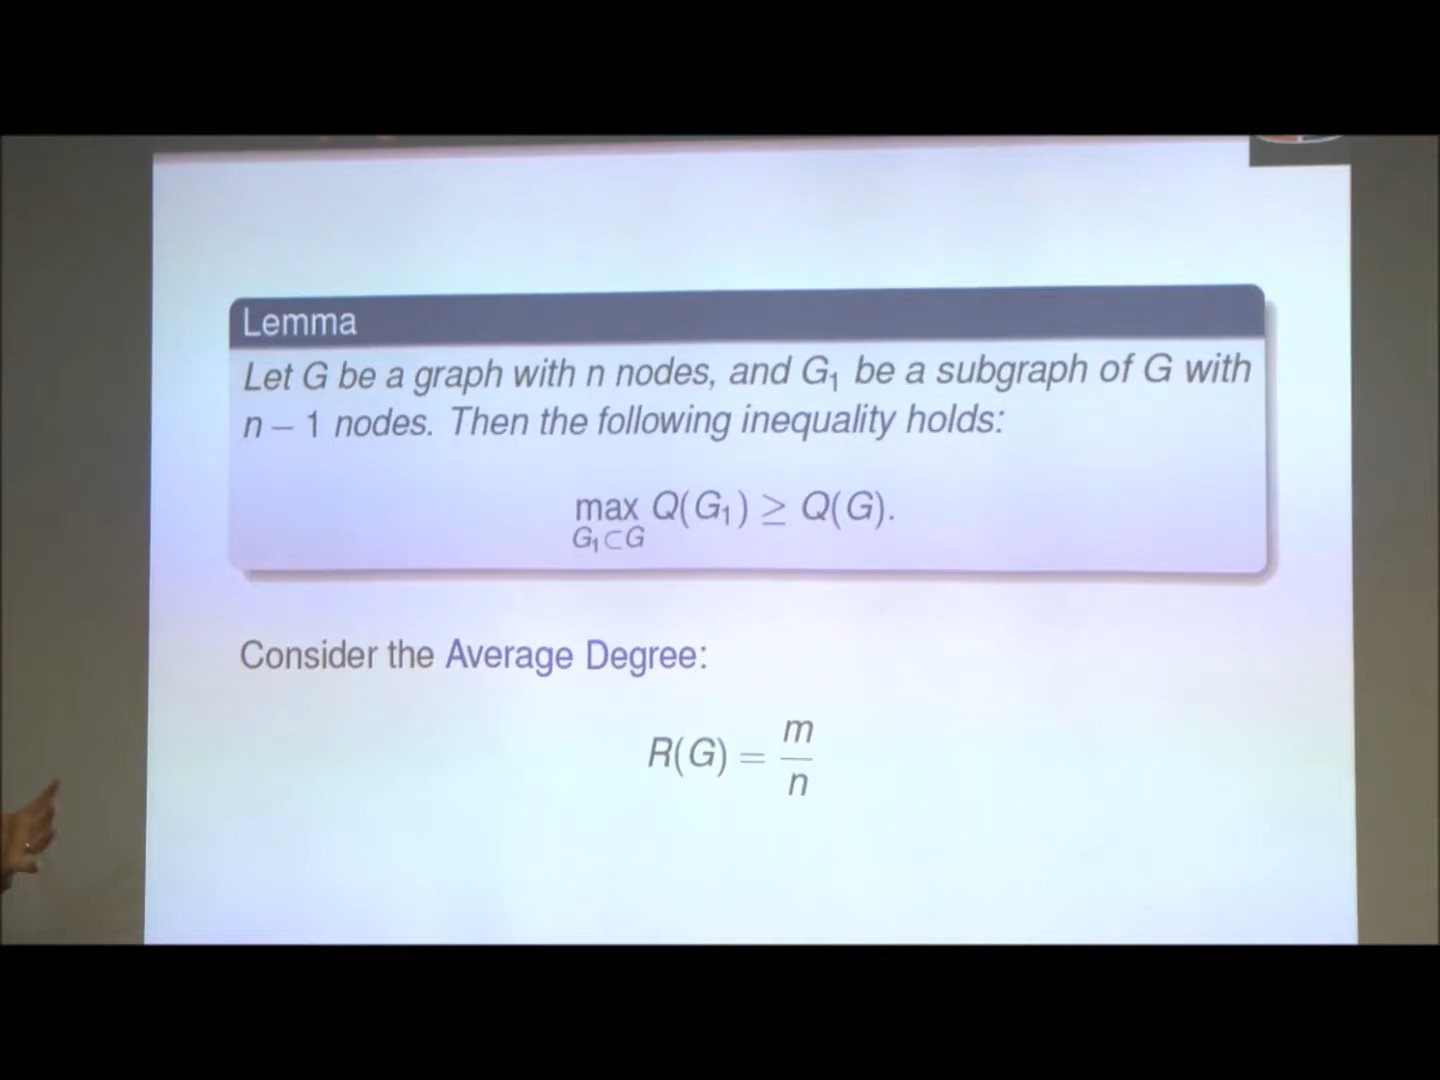 Lemma
Let G be a graph with n nodes, and G₁ be a subgraph of G with
n − 1 nodes. Then the following inequality holds:
max Q(G₁) ≥ Q(G).
G₁⊂G
Consider the Average Degree:
R(G) = m/n